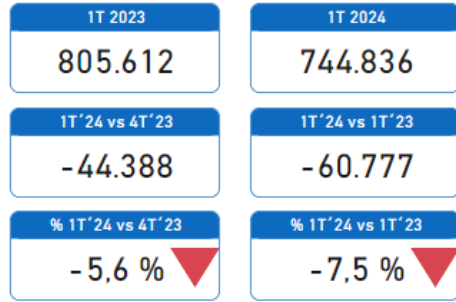 1T 2023
805.612
1T 2024
744.836
1T´24 vs 4T´23
-44.388
1T´24 vs 1T´23
-60.777
% 1T´24 vs 4T´23
-5,6 %
% 1T´24 vs 1T´23
-7,5 %